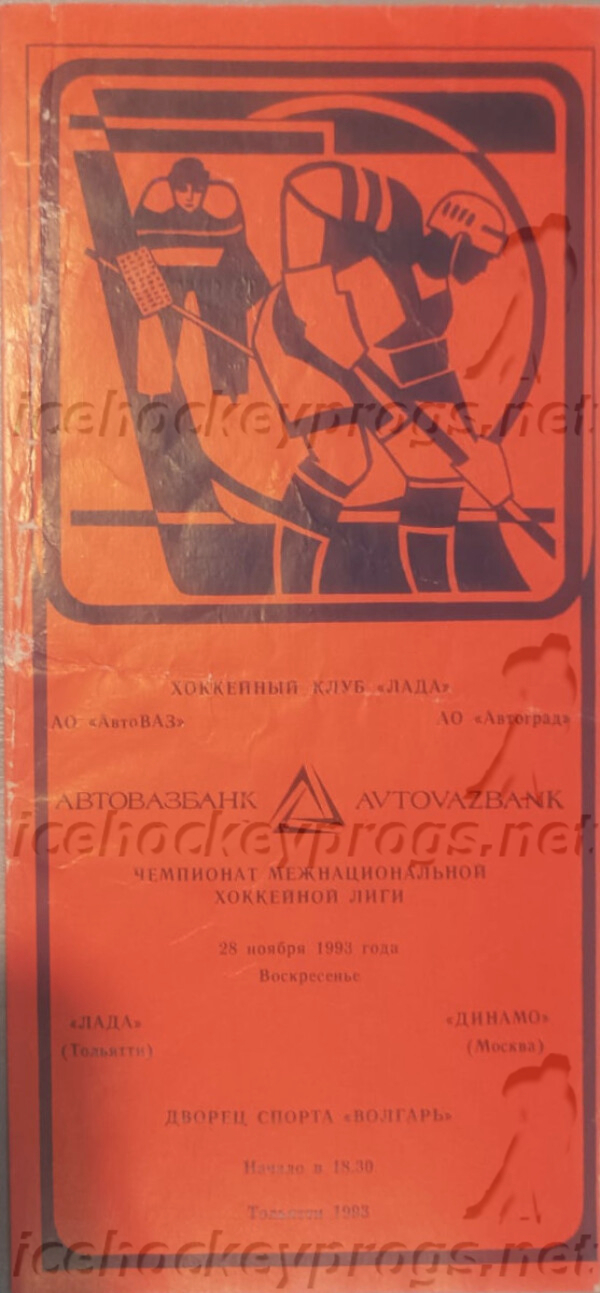 icehockeyprogs.net
ХОККЕЙНЫЙ КЛУБ «ЛАДА»
АО «АвтоВАЗ» АО «Автоград»
АВТОВАЗБАНК AVTOVAZBANK
icehockeyprogs.net
ЧЕМПИОНАТ МЕЖНАЦИОНАЛЬНОЙ
ХОККЕЙНОЙ ЛИГИ
28 ноября 1993 года
Воскресенье
«ЛАДА» «ДИНАМО»
(Тольятти) (Москва)
ДВОРЕЦ СПОРТА «ВОЛГАРЬ»
Начало в 18.30
Тольятти 1993
icehockeyprogs.net